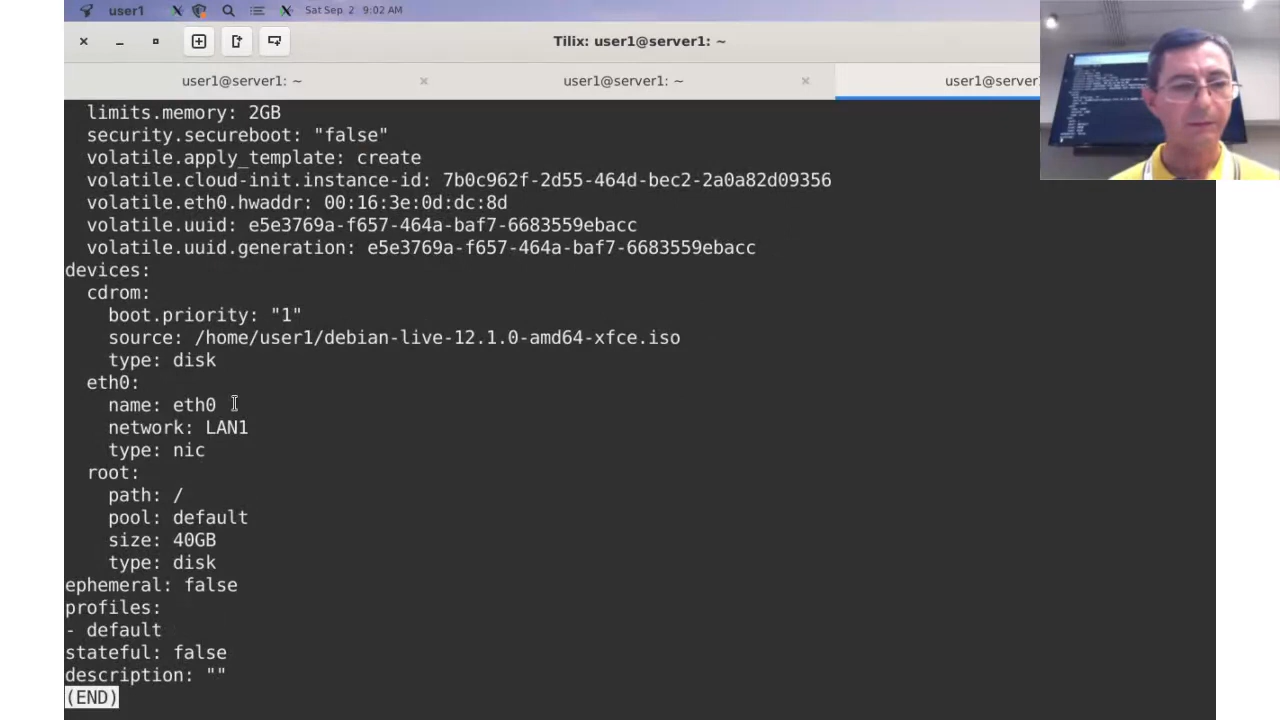 user1
Sat Sep. 2 9:02 AM
Tilix: user1@server1: ~
user1@server1: ~ ×
user1@server1: ~ ×
user1@server
limits.memory: 2GB
security.secureboot: "false"
volatile.apply_template: create
volatile.cloud-init.instance-id: 7b0c962f-2d55-464d-bec2-2a0a82d09356
volatile.eth0.hwaddr: 00:16:3e:0d:dc:8d
volatile.uuid: e5e3769a-f657-464a-baf7-6683559ebacc
volatile.uuid.generation: e5e3769a-f657-464a-baf7-6683559ebacc
devices:
cdrom:
boot.priority: "1"
source: /home/user1/debian-live-12.1.0-amd64-xfce.iso
type: disk
eth0:
name: eth0
network: LAN1
type: nic
root:
path: /
pool: default
size: 40GB
type: disk
ephemeral: false
profiles:
- default
stateful: false
description: ""
(END)